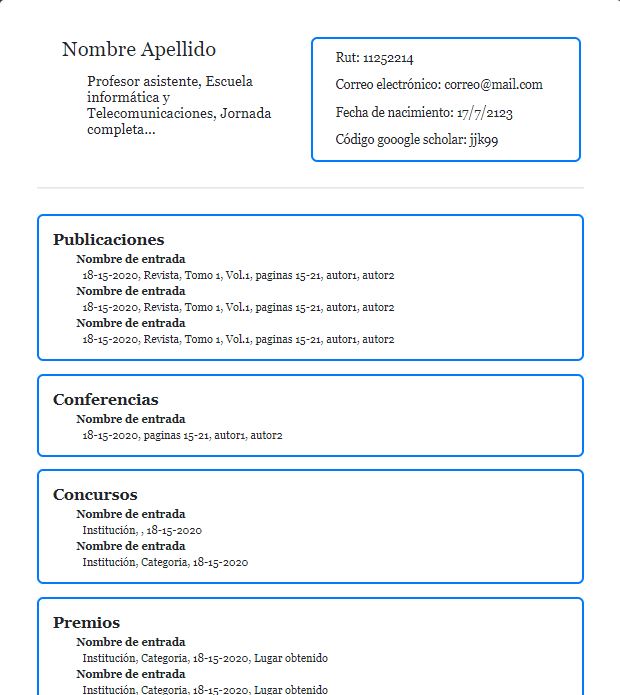 Nombre Apellido
Profesor asistente, Escuela
informática y
Telecomunicaciones, Jornada
completa...
Rut: 11252214
Correo electrónico: correo@mail.com
Fecha de nacimiento: 17/7/2123
Código gooogle scholar: jjk99
Publicaciones
Nombre de entrada
18-15-2020, Revista, Tomo 1, Vol.1, paginas 15-21, autor1, autor2
Nombre de entrada
18-15-2020, Revista, Tomo 1, Vol.1, paginas 15-21, autor1, autor2
Nombre de entrada
18-15-2020, Revista, Tomo 1, Vol.1, paginas 15-21, autor1, autor2
Conferencias
Nombre de entrada
18-15-2020, paginas 15-21, autor1, autor2
Concursos
Nombre de entrada
Institución, , 18-15-2020
Nombre de entrada
Institución, Categoria, 18-15-2020
Premios
Nombre de entrada
Institución, Categoria, 18-15-2020, Lugar obtenido
Nombre de entrada
Institución, Categoria, 18-15-2020, Lugar obtenido